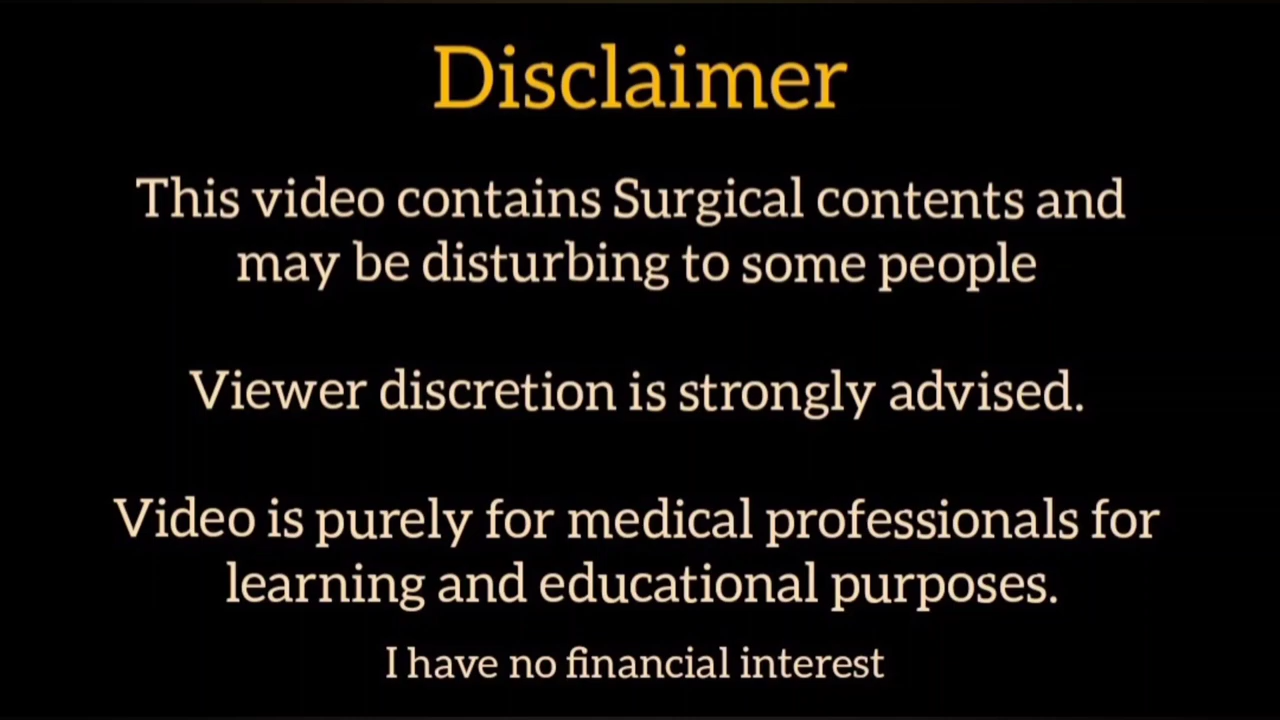 Disclaimer
This video contains Surgical contents and
may be disturbing to some people
Viewer discretion is strongly advised.
Video is purely for medical professionals for
learning and educational purposes.
I have no financial interest